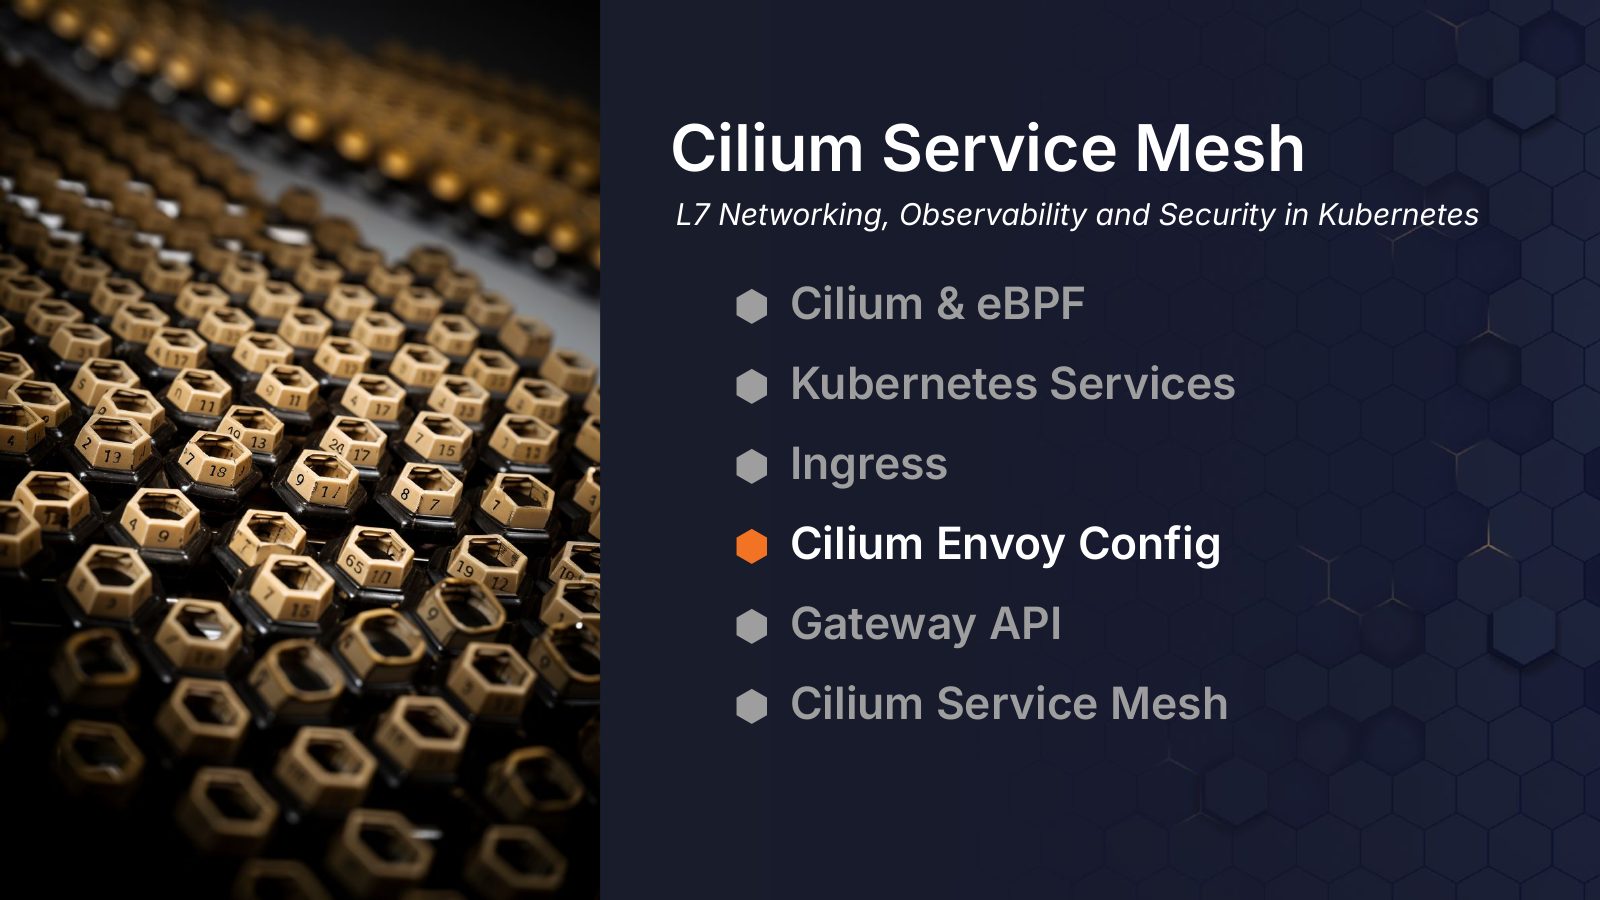 Cilium Service Mesh
L7 Networking, Observability and Security in Kubernetes
Cilium & eBPF
Kubernetes Services
Ingress
Cilium Envoy Config
Gateway API
Cilium Service Mesh